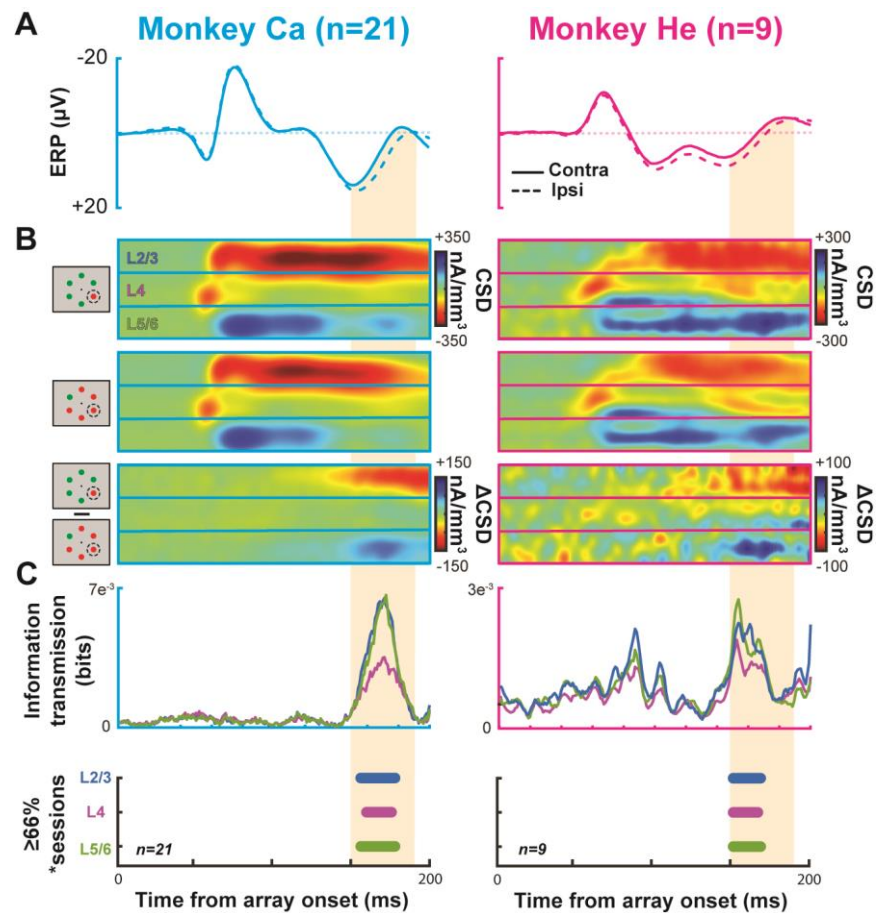 A
Monkey Ca (n=21)
Monkey He (n=9)
-20
ERP (µV)
+20
Contra
Ipsi
B
L2/3
L4
L5/6
+350
nA/mm³
-350
CSD
+300
nA/mm³
-300
CSD
+150
nA/mm³
-150
ΔCSD
+100
nA/mm³
-100
ΔCSD
C
7e⁻³
Information
transmission
(bits)
0
3e⁻³
0
≥66%
*sessions
L2/3
L4
L5/6
n=21
n=9
0
200
0
200
Time from array onset (ms)
Time from array onset (ms)